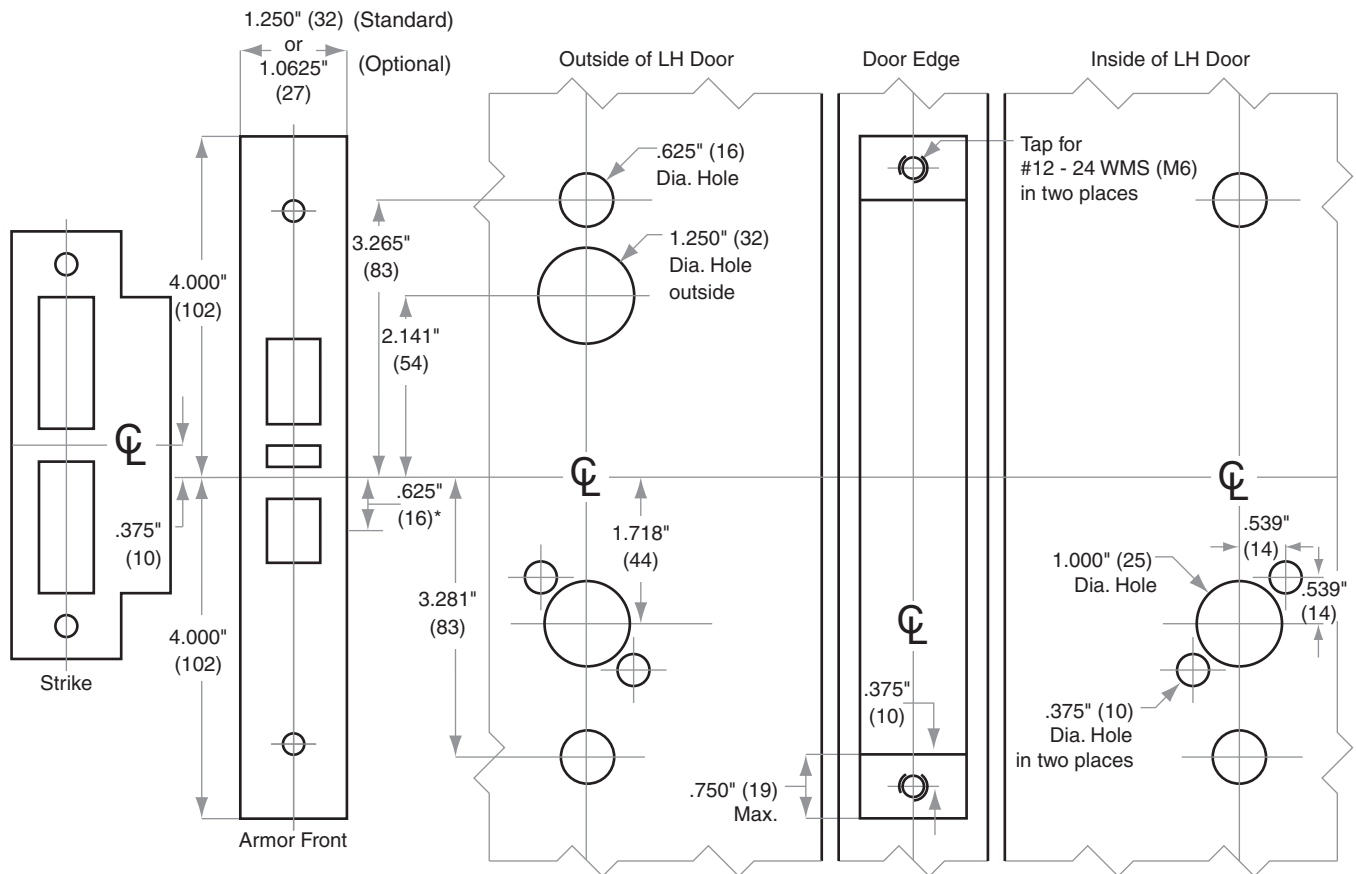 1.250" (32) (Standard)
or
1.0625" (Optional)
(27)
Outside of LH Door
Door Edge
Inside of LH Door
.625" (16)
Dia. Hole
Tap for
#12 - 24 WMS (M6)
in two places
3.265"
(83)
1.250" (32)
Dia. Hole
outside
4.000"
(102)
2.141"
(54)
℄
℄
℄
.625"
(16)*
.375"
(10)
1.718"
(44)
.539"
(14)
1.000" (25)
Dia. Hole
.539"
(14)
3.281"
(83)
℄
4.000"
(102)
Strike
.375"
(10)
.375" (10)
Dia. Hole
in two places
.750" (19)
Max.
Armor Front